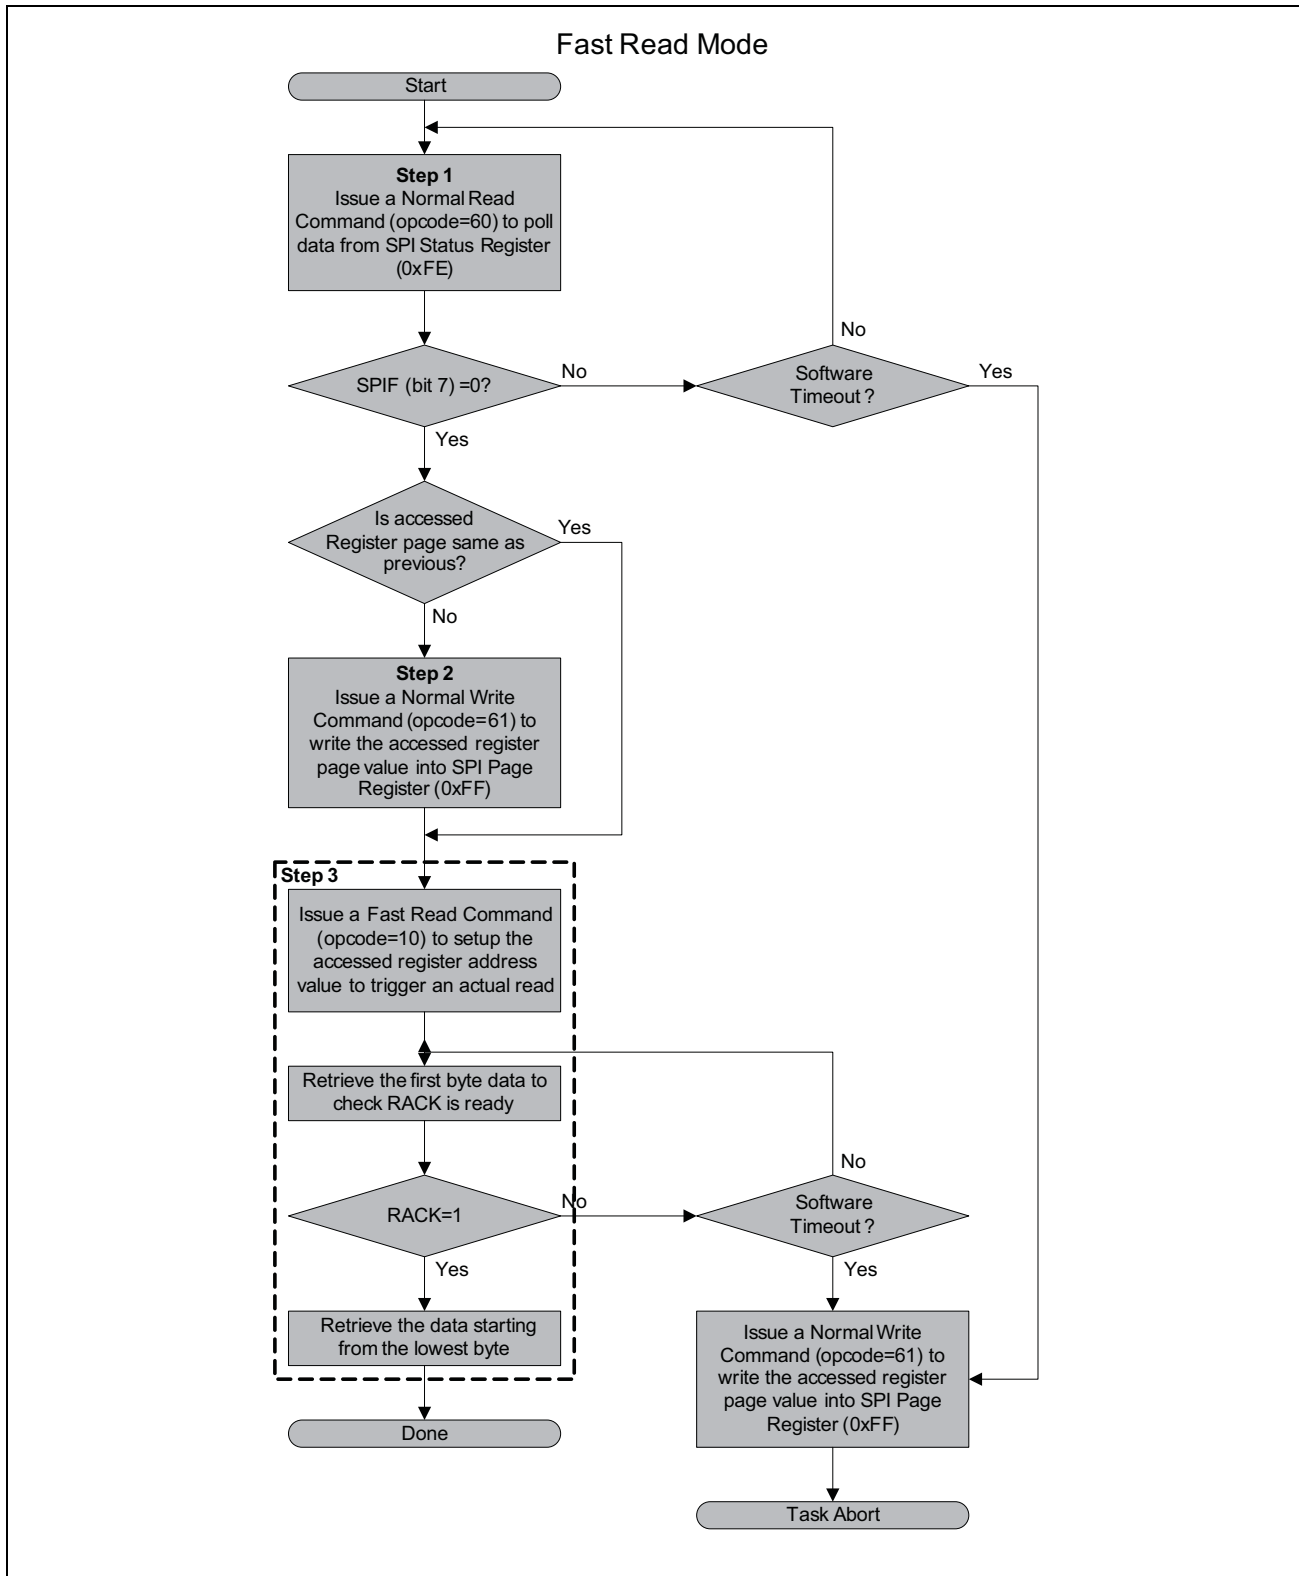 Fast Read Mode
Start
Step 1
Issue a Normal Read
Command (opcode=60) to poll
data from SPI Status Register
(0xFE)
No
SPIF (bit 7) =0?
No
Software
Timeout ?
Yes
Yes
Is accessed
Register page same as
previous?
Yes
No
Step 2
Issue a Normal Write
Command (opcode=61) to
write the accessed register
page value into SPI Page
Register (0xFF)
Step 3
Issue a Fast Read Command
(opcode=10) to setup the
accessed register address
value to trigger an actual read
Retrieve the first byte data to
check RACK is ready
No
RACK=1
No
Software
Timeout ?
Yes
Yes
Retrieve the data starting
from the lowest byte
Issue a Normal Write
Command (opcode=61) to
write the accessed register
page value into SPI Page
Register (0xFF)
Done
Task Abort